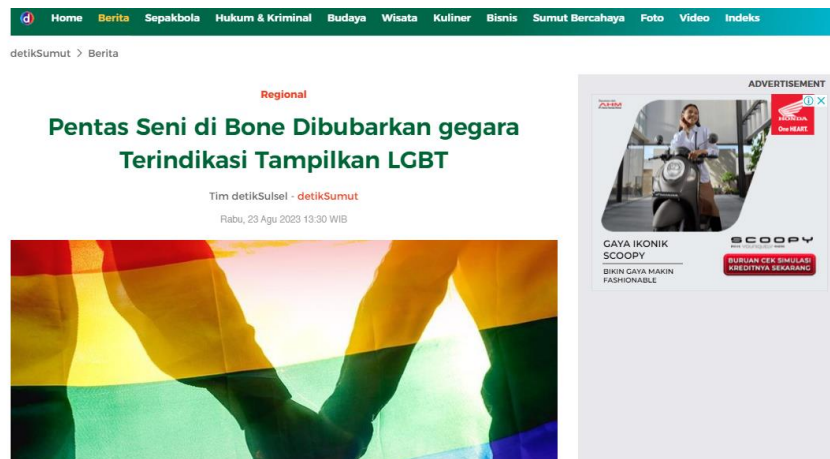 d Home Berita Sepakbola Hukum & Kriminal Budaya Wisata Kuliner Bisnis Sumut Bercahaya Foto Video Indeks
detikSumut > Berita
Regional
Pentas Seni di Bone Dibubarkan gegara
Terindikasi Tampilkan LGBT
Tim detikSulsel - detikSumut
Rabu, 23 Agu 2023 13:30 WIB
ADVERTISEMENT
AHM
HONDA
One HEART.
GAYA IKONIK
SCOOPY
BIKIN GAYA MAKIN
FASHIONABLE
SCOOPY
BURUAN CEK SIMULASI
KREDITNYA SEKARANG